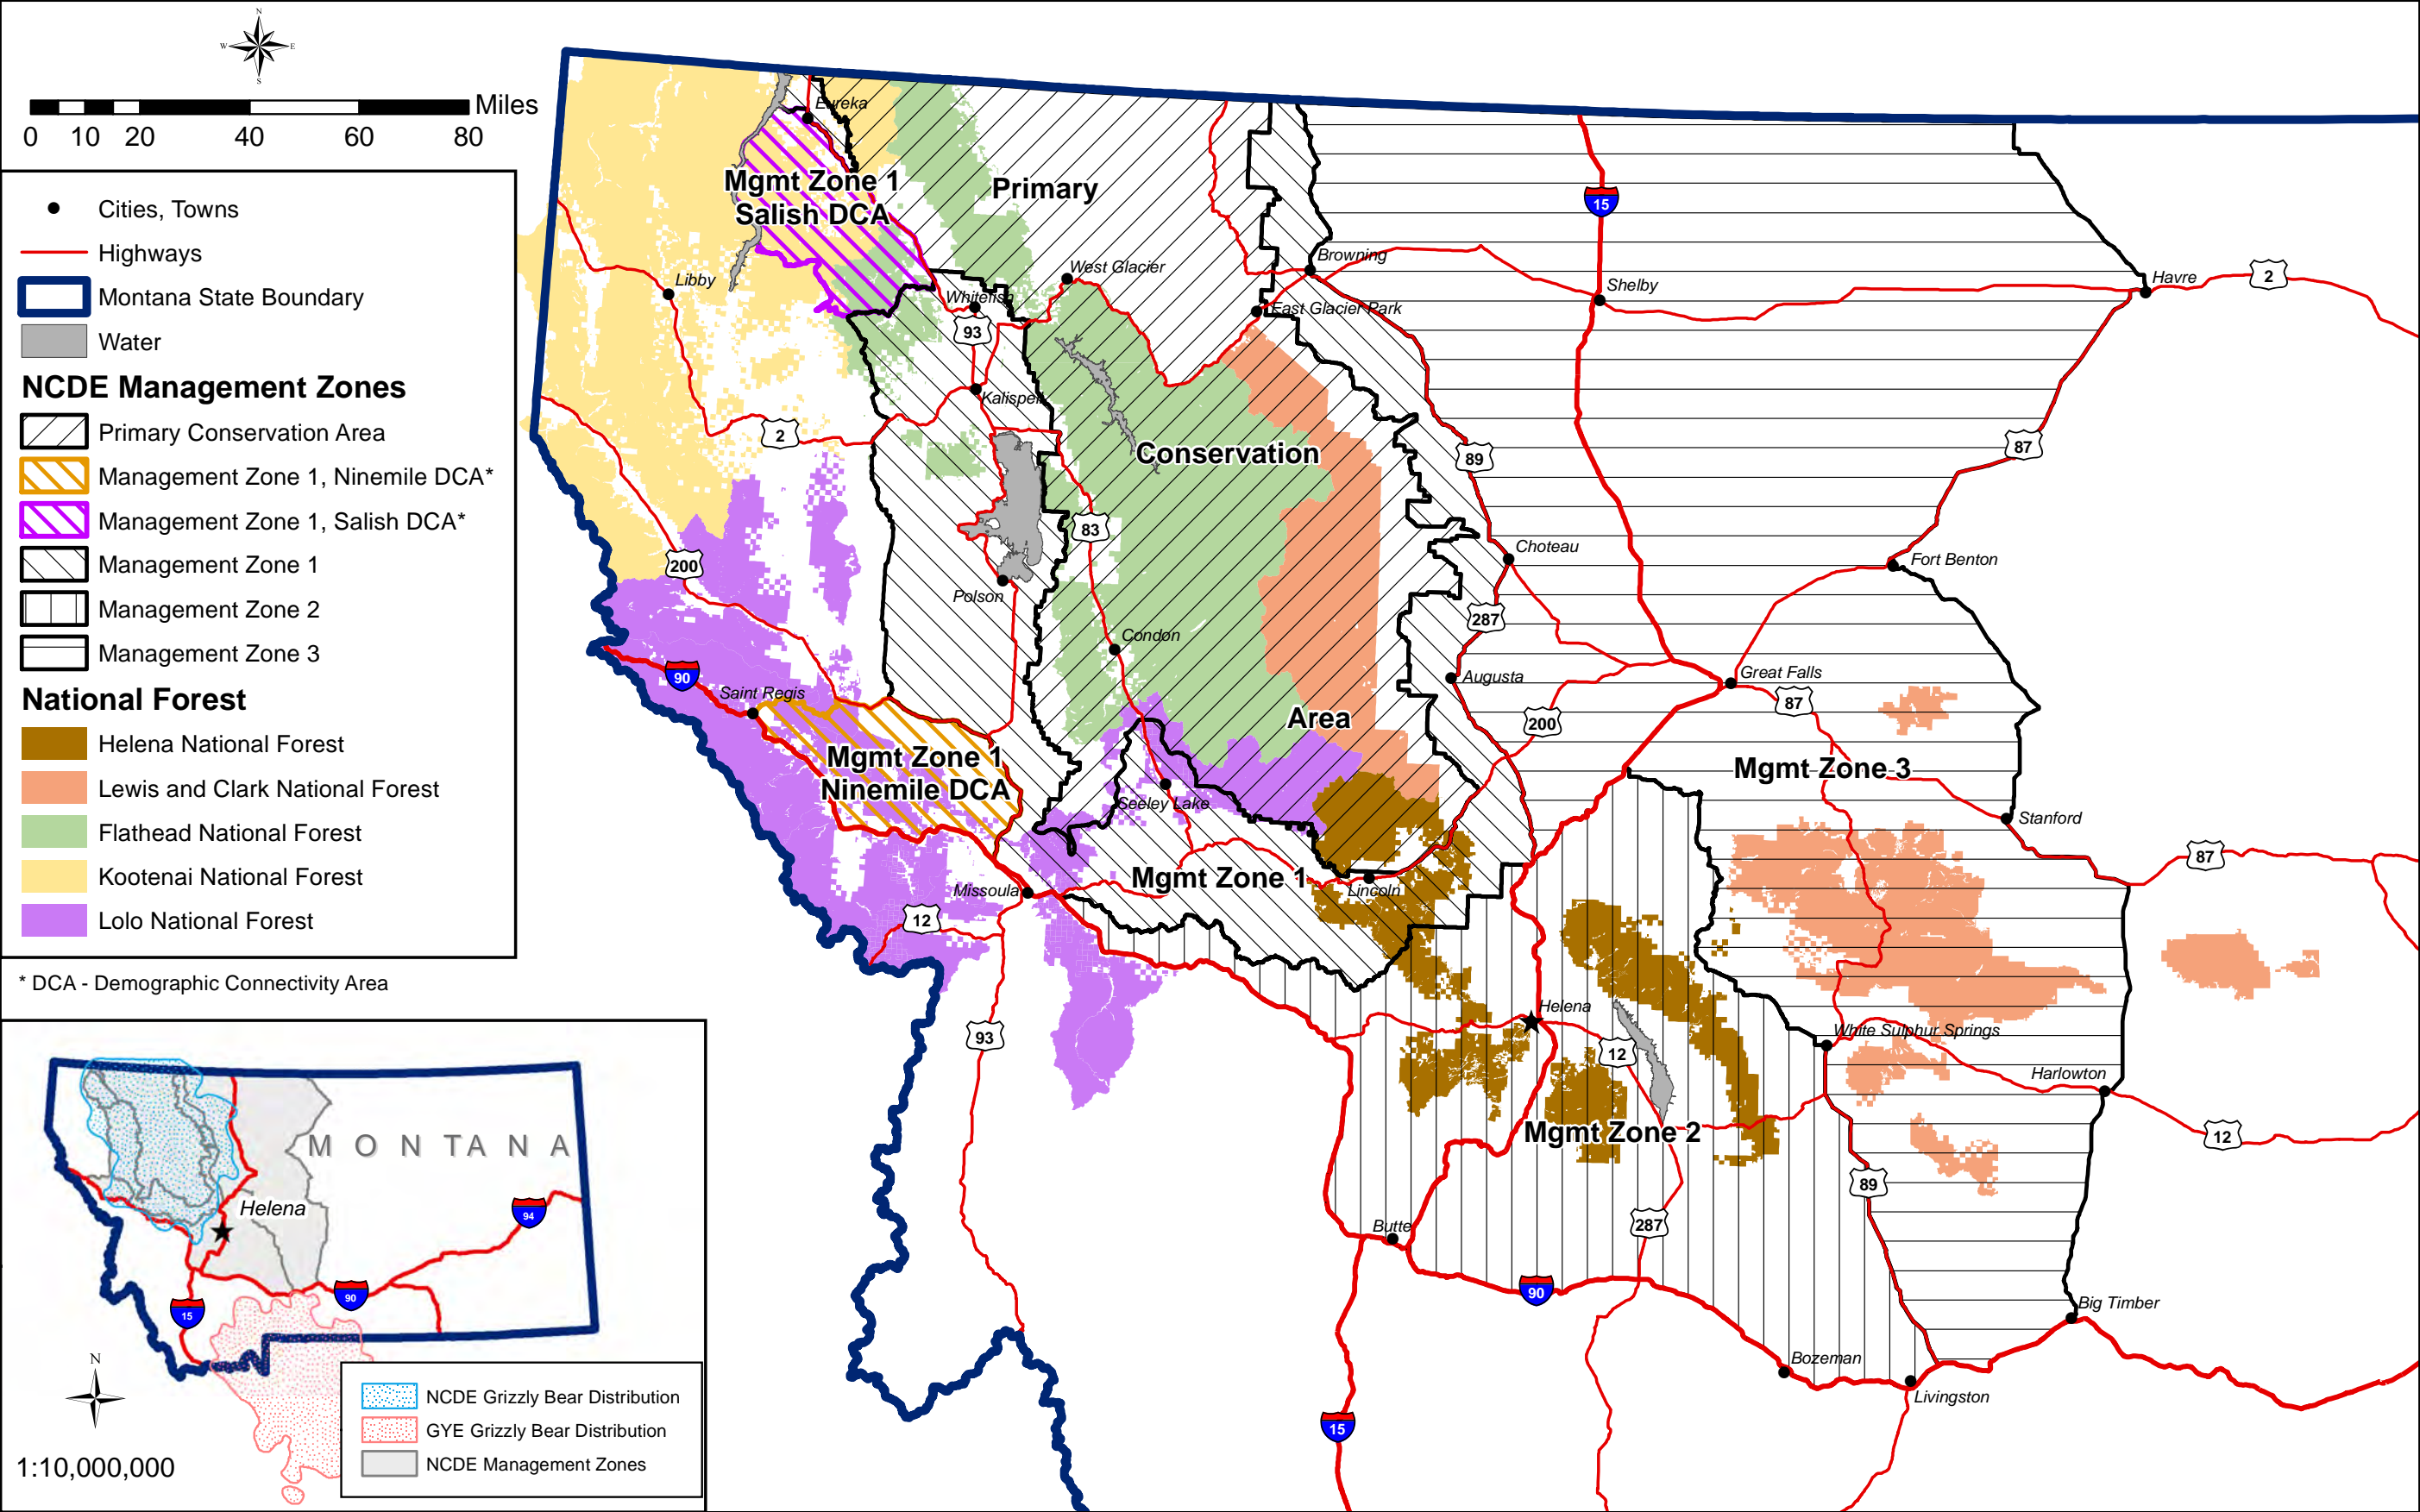 N
W
E
S
Miles
0 10 20 40 60 80
Cities, Towns
Highways
Montana State Boundary
Water
NCDE Management Zones
Primary Conservation Area
Management Zone 1, Ninemile DCA*
Management Zone 1, Salish DCA*
Management Zone 1
Management Zone 2
Management Zone 3
National Forest
Helena National Forest
Lewis and Clark National Forest
Flathead National Forest
Kootenai National Forest
Lolo National Forest
* DCA - Demographic Connectivity Area
MONTANA
Helena
94
90
15
N
1:10,000,000
NCDE Grizzly Bear Distribution
GYE Grizzly Bear Distribution
NCDE Management Zones
Eureka
Mgmt Zone 1
Salish DCA
Primary
15
Libby
West Glacier
Browning
Whitefish
East Glacier Park
Shelby
Havre
2
93
Kalispell
2
Conservation
89
87
83
200
Choteau
Fort Benton
Polson
287
Condon
90
Saint Regis
Augusta
Great Falls
87
200
Area
Mgmt Zone 1
Ninemile DCA
Mgmt Zone 3
Seeley Lake
Stanford
87
Mgmt Zone 1
Lincoln
Missoula
12
Helena
93
12
White Sulphur Springs
Harlowton
Mgmt Zone 2
12
89
Butte
287
90
Big Timber
Bozeman
Livingston
15